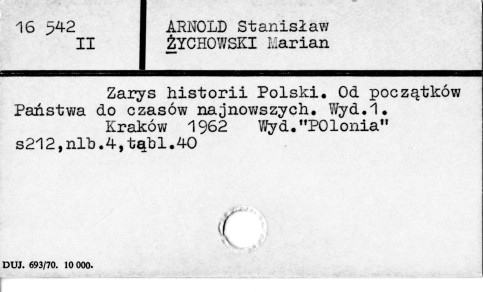 16 542
II
ARNOLD Stanisław
ŻYCHOWSKI Marian
Zarys historii Polski. Od początków
Państwa do czasów najnowszych. Wyd.1.
Kraków 1962 Wyd."POlonia"
s212,nlb.4,tąbl.40
DUJ. 693/70. 10 000.